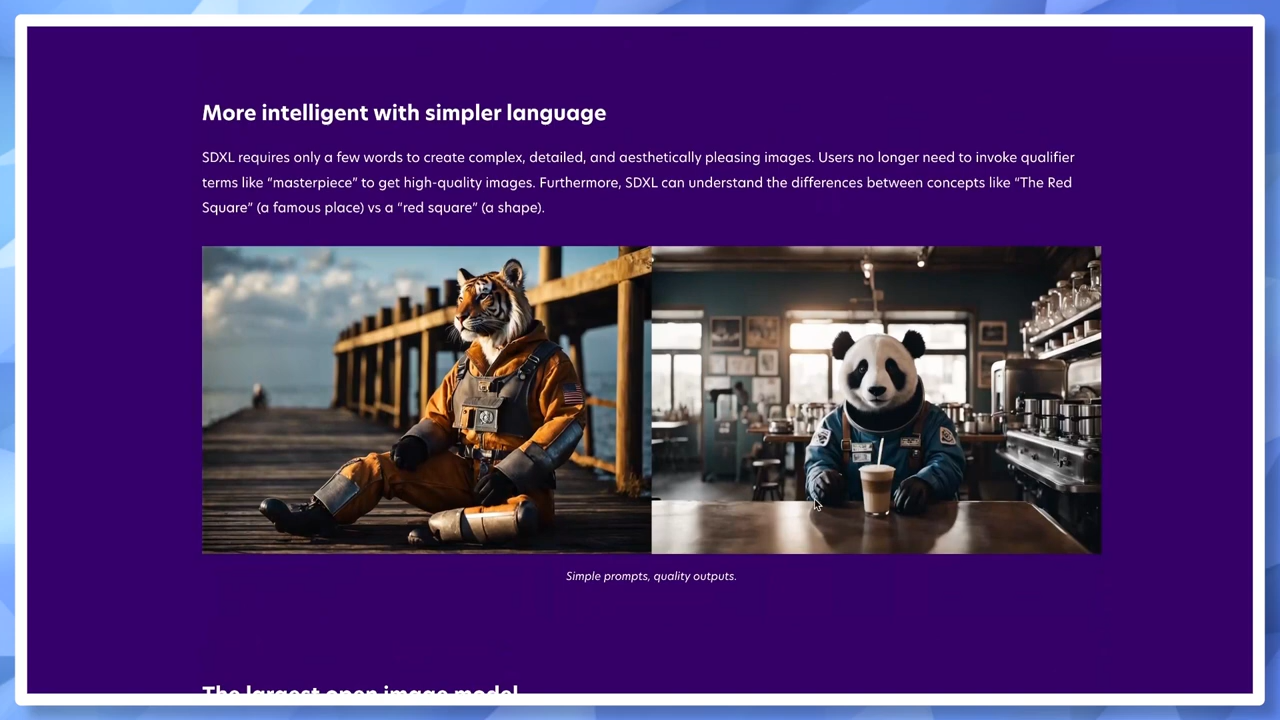 More intelligent with simpler language
SDXL requires only a few words to create complex, detailed, and aesthetically pleasing images. Users no longer need to invoke qualifier
terms like “masterpiece” to get high-quality images. Furthermore, SDXL can understand the differences between concepts like “The Red
Square” (a famous place) vs a “red square” (a shape).
Simple prompts, quality outputs.
The largest open image model